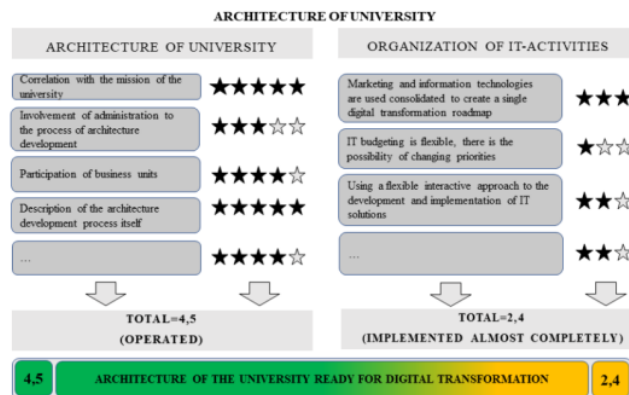 ARCHITECTURE OF UNIVERSITY
ARCHITECTURE OF UNIVERSITY
Correlation with the mission of the
university
Involvement of administration to
the process of architecture
development
Participation of business units
Description of the architecture
development process itself
...
TOTAL=4,5
(OPERATED)
ORGANIZATION OF IT-ACTIVITIES
Marketing and information technologies
are used consolidated to create a single
digital transformation roadmap
IT budgeting is flexible, there is the
possibility of changing priorities
Using a flexible interactive approach to the
development and implementation of IT
solutions
...
TOTAL=2,4
(IMPLEMENTED ALMOST COMPLETELY)
4,5 ARCHITECTURE OF THE UNIVERSITY READY FOR DIGITAL TRANSFORMATION 2,4